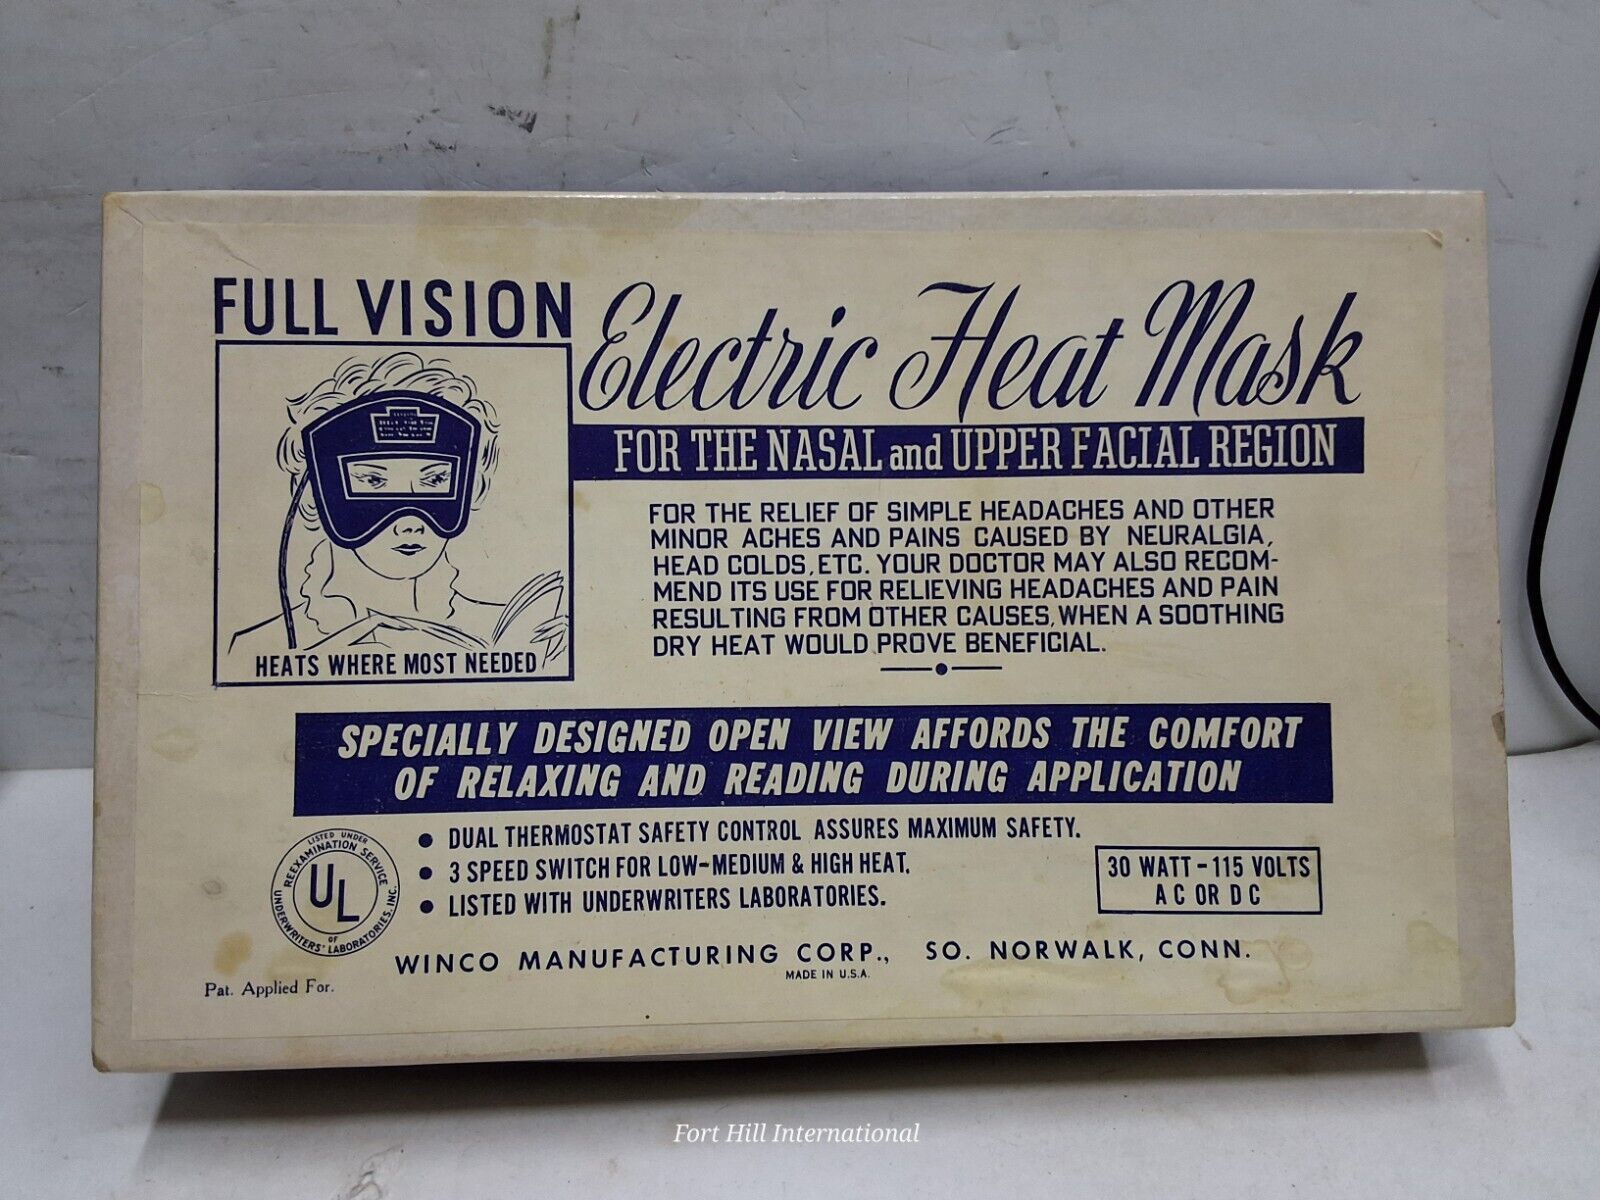 FULL VISION
Electric Heat Mask
FOR THE NASAL and UPPER FACIAL REGION
HEATS WHERE MOST NEEDED
FOR THE RELIEF OF SIMPLE HEADACHES AND OTHER
MINOR ACHES AND PAINS CAUSED BY NEURALGIA,
HEAD COLDS, ETC. YOUR DOCTOR MAY ALSO RECOM-
MEND ITS USE FOR RELIEVING HEADACHES AND PAIN
RESULTING FROM OTHER CAUSES, WHEN A SOOTHING
DRY HEAT WOULD PROVE BENEFICIAL.
SPECIALLY DESIGNED OPEN VIEW AFFORDS THE COMFORT
OF RELAXING AND READING DURING APPLICATION
LISTED UNDER
REEXAMINATION SERVICE
UL
OF
UNDERWRITERS' LABORATORIES, INC.
• DUAL THERMOSTAT SAFETY CONTROL ASSURES MAXIMUM SAFETY.
• 3 SPEED SWITCH FOR LOW-MEDIUM & HIGH HEAT.
• LISTED WITH UNDERWRITERS LABORATORIES.
30 WATT - 115 VOLTS
AC OR DC
WINCO MANUFACTURING CORP., SO. NORWALK, CONN.
MADE IN U.S.A.
Pat. Applied For.
Fort Hill International